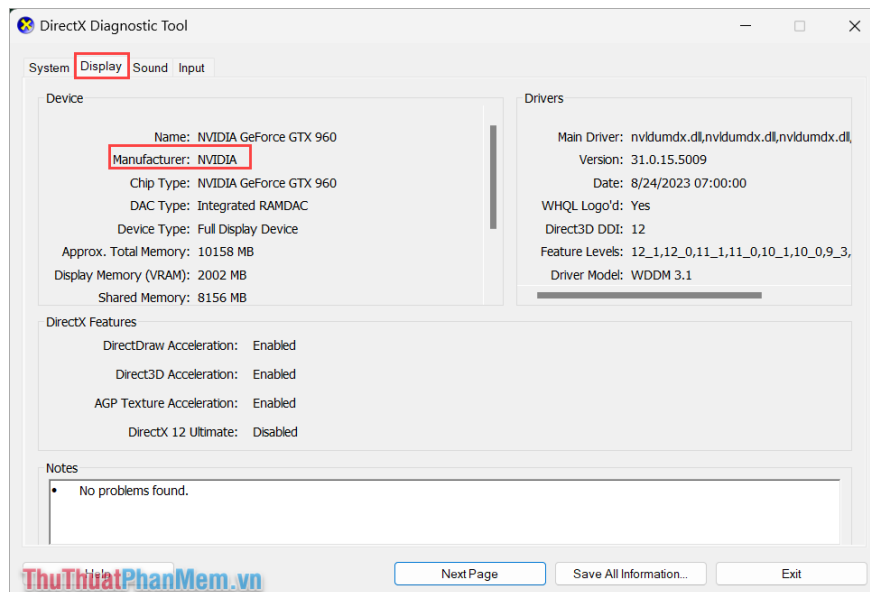 DirectX Diagnostic Tool
System Display Sound Input
Device
Name: NVIDIA GeForce GTX 960
Manufacturer: NVIDIA
Chip Type: NVIDIA GeForce GTX 960
DAC Type: Integrated RAMDAC
Device Type: Full Display Device
Approx. Total Memory: 10158 MB
Display Memory (VRAM): 2002 MB
Shared Memory: 8156 MB
Drivers
Main Driver: nvldumdx.dll,nvldumdx.dll,nvldumdx.dll,
Version: 31.0.15.5009
Date: 8/24/2023 07:00:00
WHQL Logo'd: Yes
Direct3D DDI: 12
Feature Levels: 12_1,12_0,11_1,11_0,10_1,10_0,9_3,
Driver Model: WDDM 3.1
DirectX Features
DirectDraw Acceleration: Enabled
Direct3D Acceleration: Enabled
AGP Texture Acceleration: Enabled
DirectX 12 Ultimate: Disabled
Notes
• No problems found.
Help Next Page Save All Information... Exit
ThuThuatPhanMem.vn